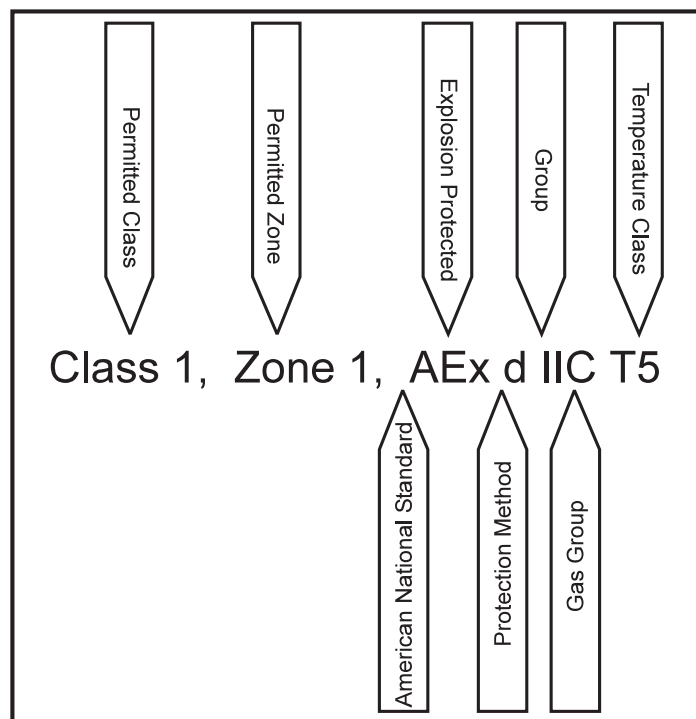 Permitted Class
Permitted Zone
Explosion Protected
Group
Temperature Class
Class 1, Zone 1, AEx d IIC T5
American National Standard
Protection Method
Gas Group